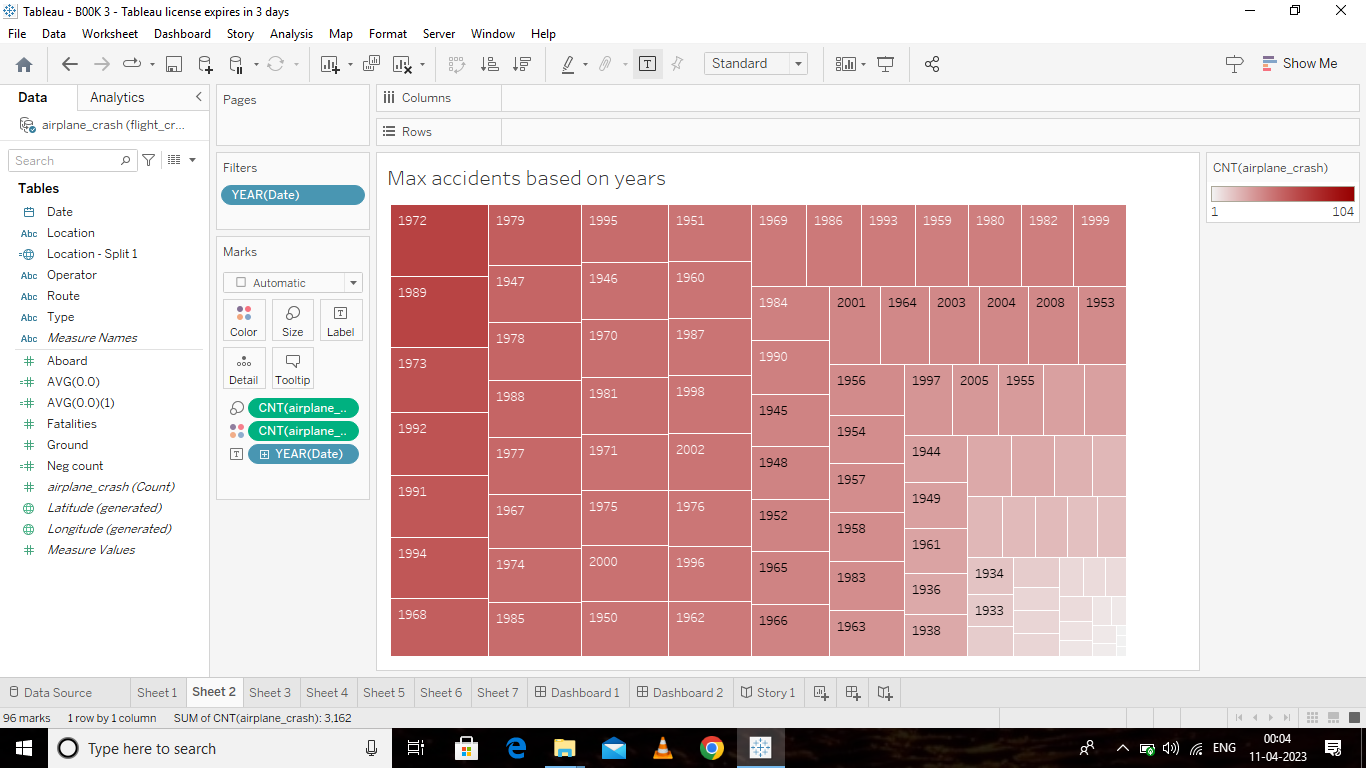 Tableau - B00K 3 - Tableau license expires in 3 days
File Data Worksheet Dashboard Story Analysis Map Format Server Window Help
Standard
Show Me
Data Analytics
airplane_crash (flight_cr...
Search
Tables
Date
Abc Location
Location - Split 1
Abc Operator
Abc Route
Abc Type
Abc Measure Names
Aboard
AVG(0.0)
AVG(0.0)(1)
Fatalities
Ground
Neg count
airplane_crash (Count)
Latitude (generated)
Longitude (generated)
Measure Values
Pages
Filters
YEAR(Date)
Marks
Automatic
Color Size Label
Detail Tooltip
CNT(airplane_..
CNT(airplane_..
YEAR(Date)
Columns
Rows
Max accidents based on years
1972
1989
1973
1992
1991
1994
1968
1979
1947
1978
1988
1977
1967
1974
1985
1995
1946
1970
1981
1971
1975
2000
1950
1951
1960
1987
1998
2002
1976
1996
1962
1969 1986 1993 1959 1980 1982 1999
1984
1990
1945
1948
1952
1965
1966
2001 1964 2003 2004 2008 1953
1956
1954
1957
1958
1983
1963
1997 2005 1955
1944
1949
1961
1936
1938
1934
1933
CNT(airplane_crash)
1 104
Data Source Sheet 1 Sheet 2 Sheet 3 Sheet 4 Sheet 5 Sheet 6 Sheet 7 Dashboard 1 Dashboard 2 Story 1
96 marks 1 row by 1 column SUM of CNT(airplane_crash): 3,162
Type here to search
ENG
00:04
11-04-2023